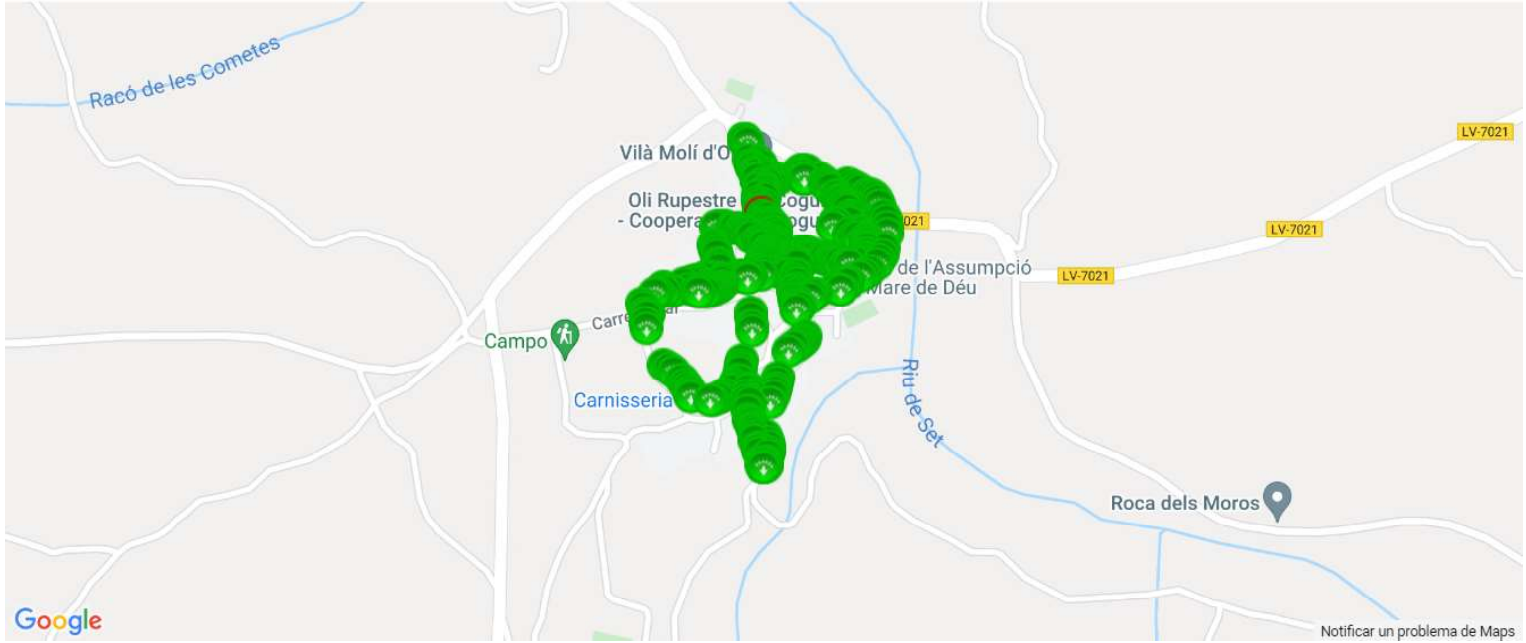 Racó de les Cometes
LV-7021
Vilà Molí d'O
Oli Rupestre
- Coopera
LV-7021
021
LV-7021
de l'Assumpció
Mare de Déu
Campo
Carnisseria
Riu de Set
Roca dels Moros
Google
Notificar un problema de Maps